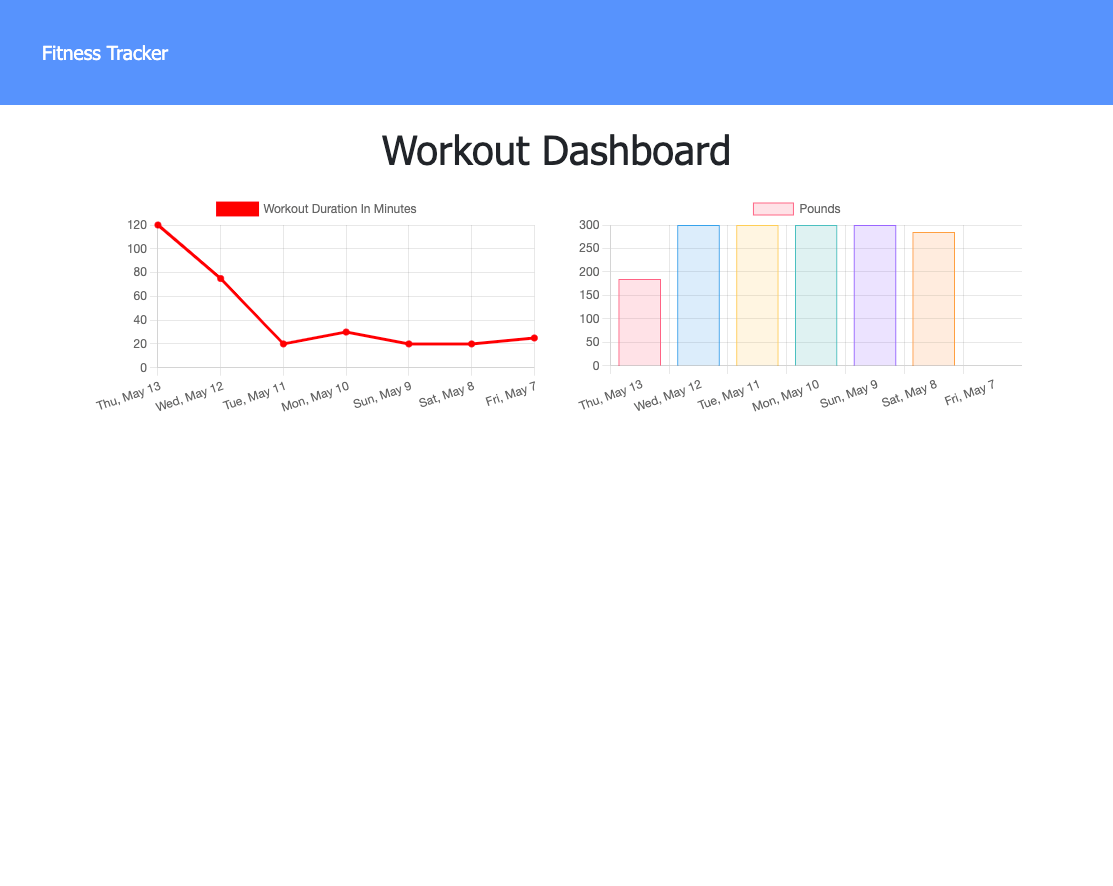 Fitness Tracker
Workout Dashboard
Workout Duration In Minutes
120
100
80
60
40
20
0
Thu, May 13
Wed, May 12
Tue, May 11
Mon, May 10
Sun, May 9
Sat, May 8
Fri, May 7
Pounds
300
250
200
150
100
50
0
Thu, May 13
Wed, May 12
Tue, May 11
Mon, May 10
Sun, May 9
Sat, May 8
Fri, May 7